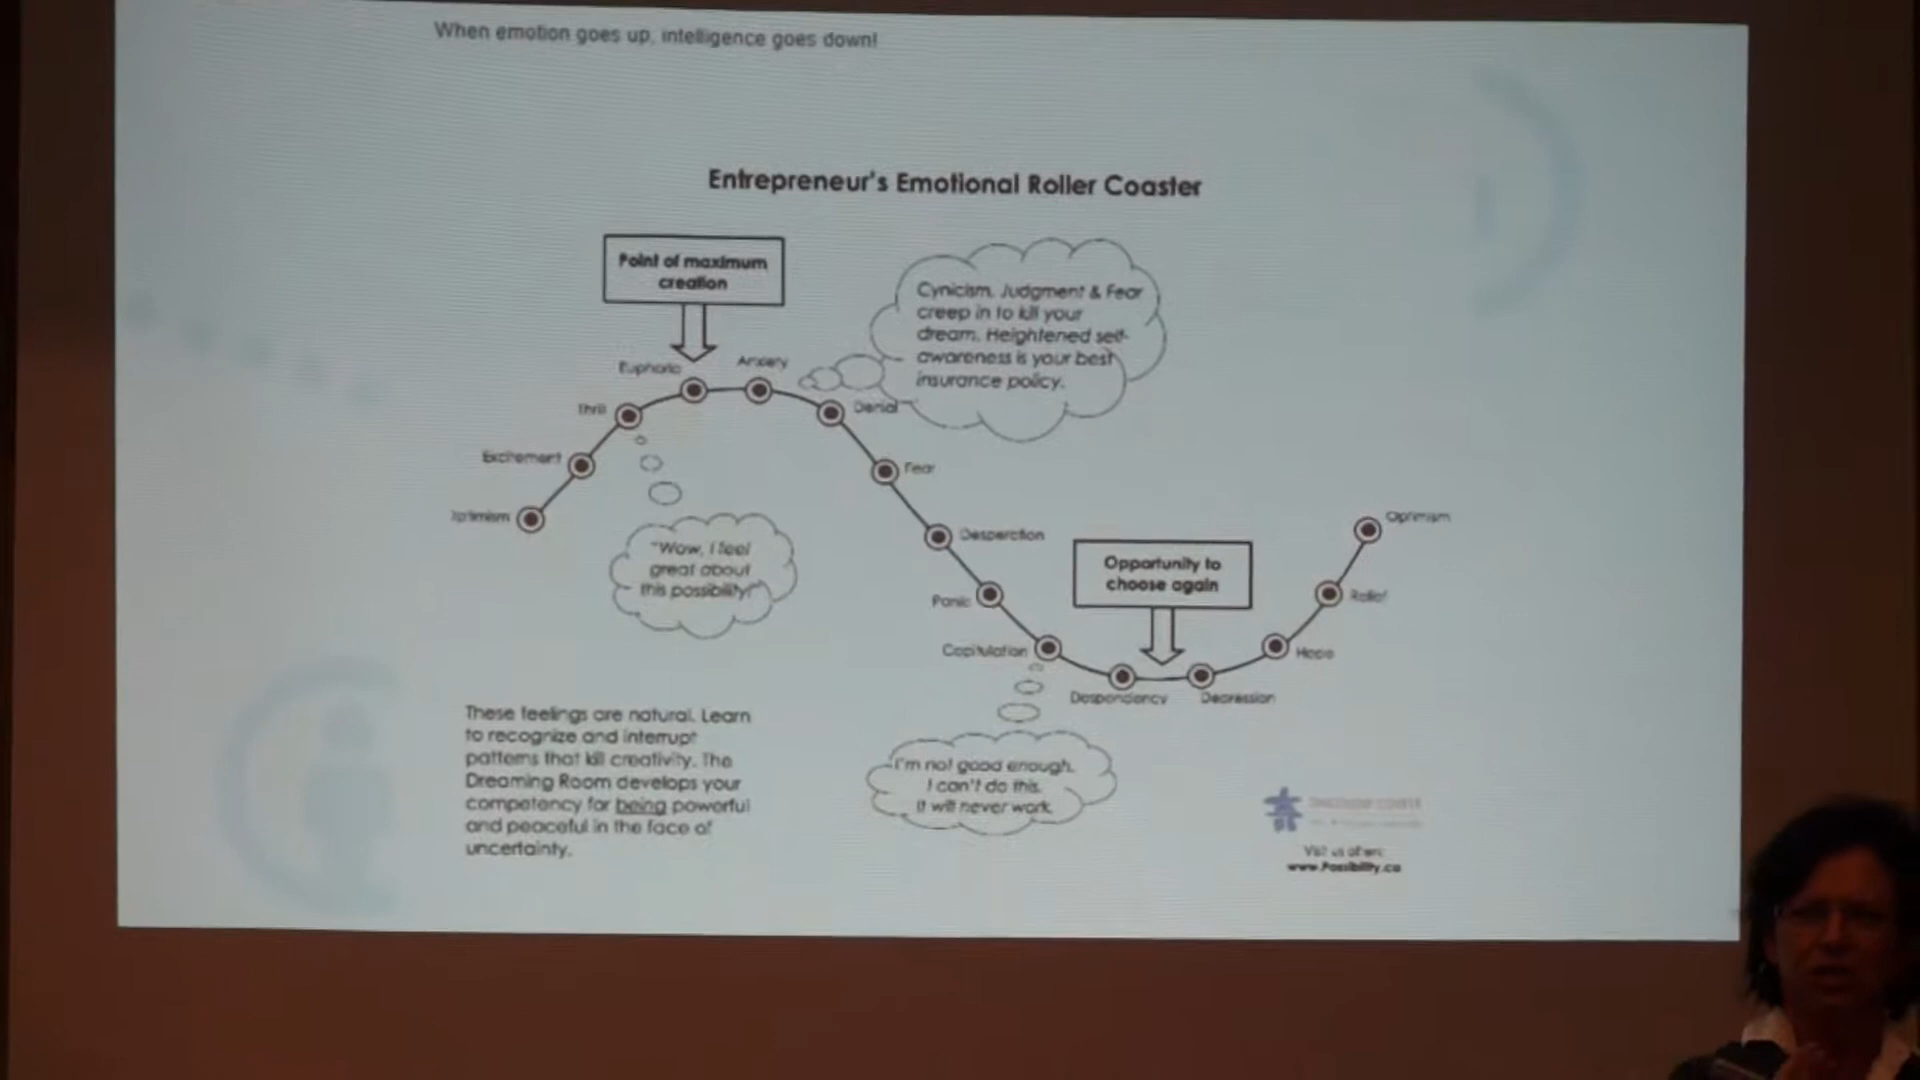 When emotion goes up, intelligence goes down!
Entrepreneur's Emotional Roller Coaster
Point of maximum
creation
Cynicism, Judgment & Fear
creep in to kill your
dream. Heightened self-
awareness is your best
insurance policy.
Euphoria
Anxiety
Thrill
Denial
Excitement
Fear
Optimism
Optimism
Desperation
"Wow, I feel
great about
this possibility!"
Opportunity to
choose again
Panic
Relief
Capitulation
Hope
Despondency
Depression
These feelings are natural. Learn
to recognize and interrupt
patterns that kill creativity. The
Dreaming Room develops your
competency for being powerful
and peaceful in the face of
uncertainty.
I'm not good enough.
I can't do this.
It will never work.
Visit us at
www.Possibility.ca